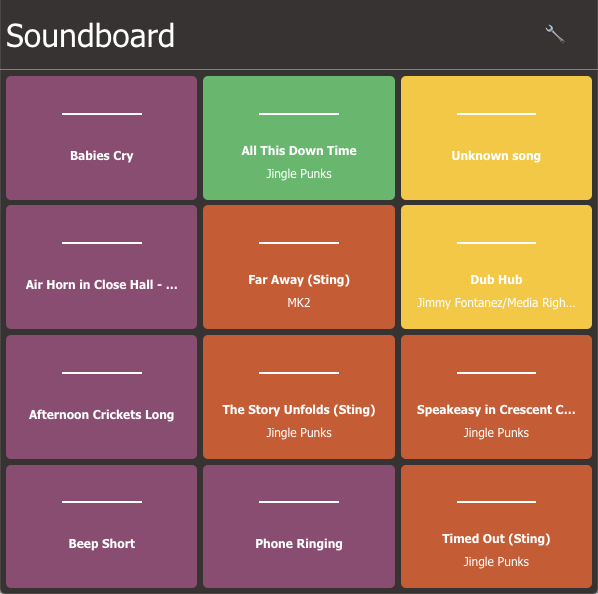 Soundboard
Babies Cry
All This Down Time
Jingle Punks
Unknown song
Air Horn in Close Hall - ...
Far Away (Sting)
MK2
Dub Hub
Jimmy Fontanez/Media Righ...
Afternoon Crickets Long
The Story Unfolds (Sting)
Jingle Punks
Speakeasy in Crescent C...
Jingle Punks
Beep Short
Phone Ringing
Timed Out (Sting)
Jingle Punks